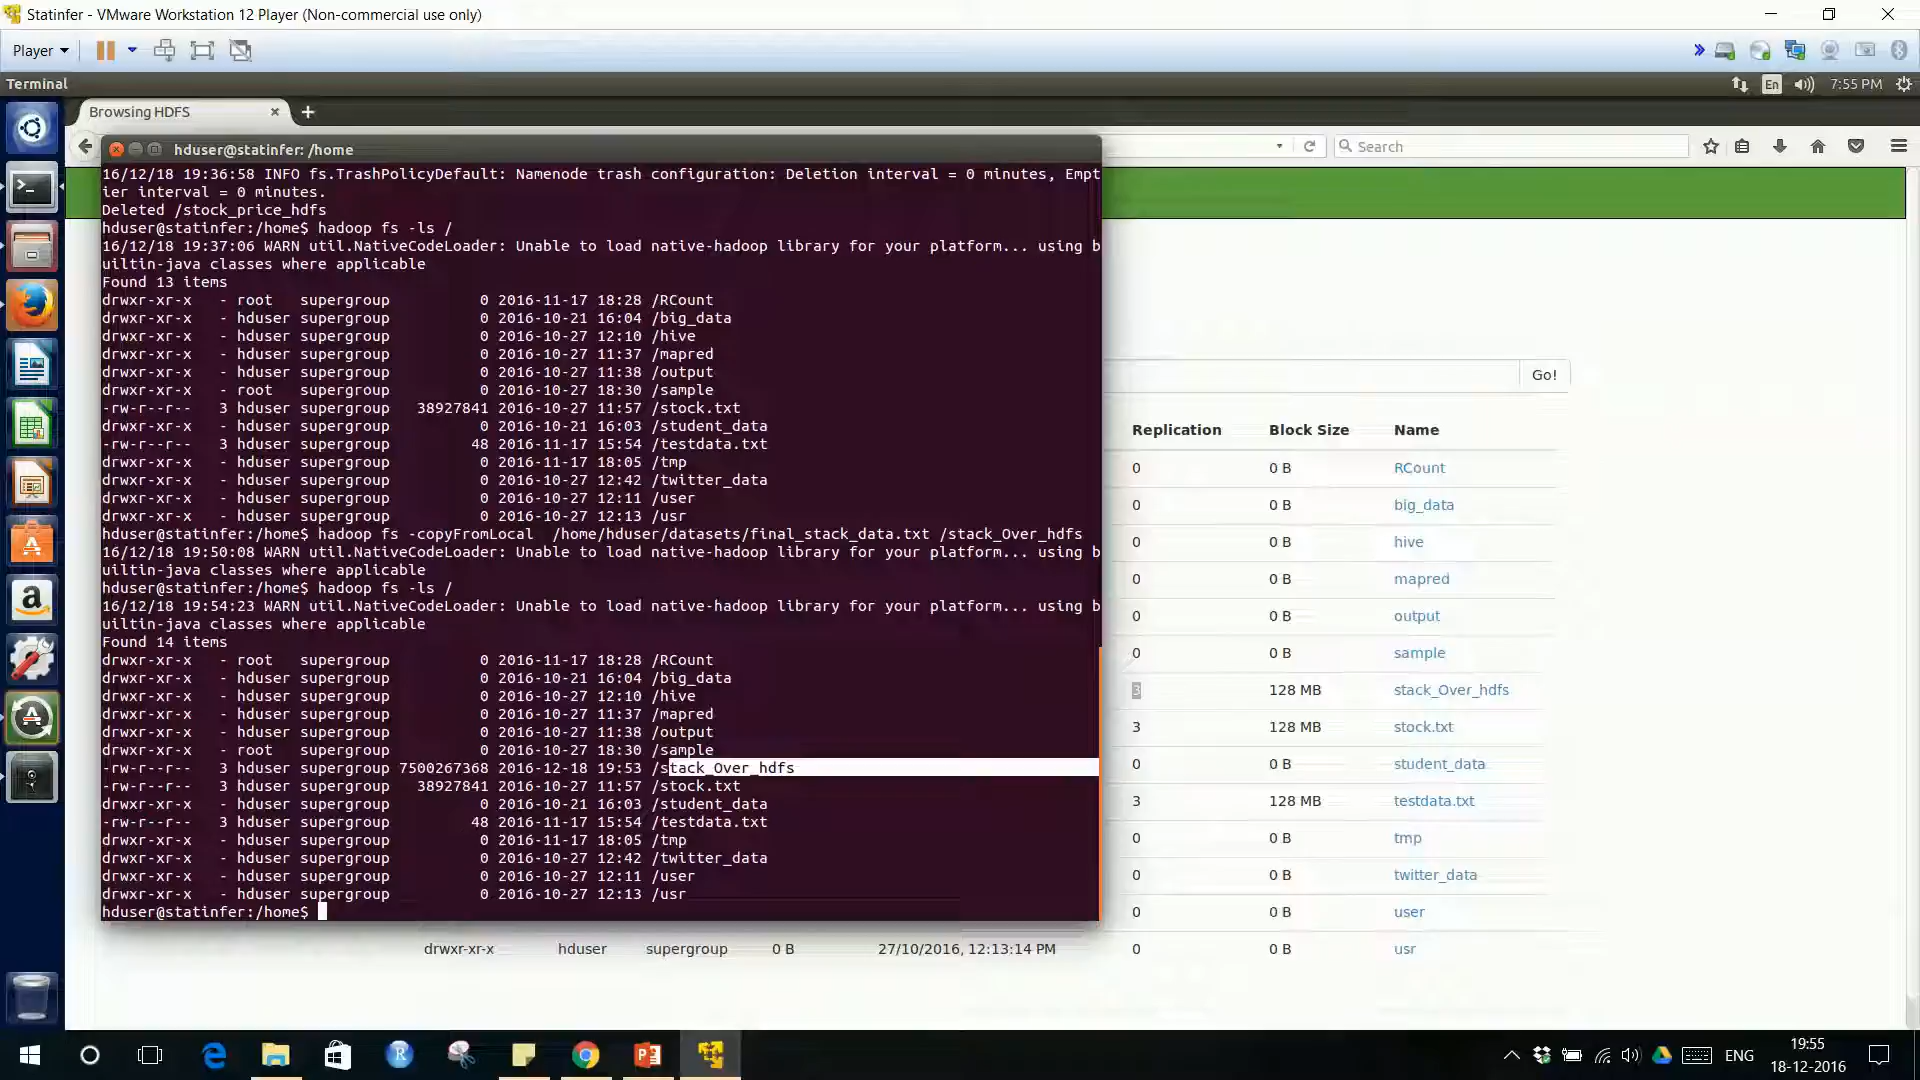 Statinfer - VMware Workstation 12 Player (Non-commercial use only)
Player
Terminal
En
7:55 PM
Browsing HDFS
Search
hduser@statinfer: /home
16/12/18 19:36:58 INFO fs.TrashPolicyDefault: Namenode trash configuration: Deletion interval = 0 minutes, Empt
ier interval = 0 minutes.
Deleted /stock_price_hdfs
hduser@statinfer:/home$ hadoop fs -ls /
16/12/18 19:37:06 WARN util.NativeCodeLoader: Unable to load native-hadoop library for your platform... using b
uiltin-java classes where applicable
Found 13 items
drwxr-xr-x - root supergroup 0 2016-11-17 18:28 /RCount
drwxr-xr-x - hduser supergroup 0 2016-10-21 16:04 /big_data
drwxr-xr-x - hduser supergroup 0 2016-10-27 12:10 /hive
drwxr-xr-x - hduser supergroup 0 2016-10-27 11:37 /mapred
drwxr-xr-x - hduser supergroup 0 2016-10-27 11:38 /output
drwxr-xr-x - root supergroup 0 2016-10-27 18:30 /sample
-rw-r--r-- 3 hduser supergroup 38927841 2016-10-27 11:57 /stock.txt
drwxr-xr-x - hduser supergroup 0 2016-10-21 16:03 /student_data
-rw-r--r-- 3 hduser supergroup 48 2016-11-17 15:54 /testdata.txt
drwxr-xr-x - hduser supergroup 0 2016-11-17 18:05 /tmp
drwxr-xr-x - hduser supergroup 0 2016-10-27 12:42 /twitter_data
drwxr-xr-x - hduser supergroup 0 2016-10-27 12:11 /user
drwxr-xr-x - hduser supergroup 0 2016-10-27 12:13 /usr
hduser@statinfer:/home$ hadoop fs -copyFromLocal /home/hduser/datasets/final_stack_data.txt /stack_Over_hdfs
16/12/18 19:50:08 WARN util.NativeCodeLoader: Unable to load native-hadoop library for your platform... using b
uiltin-java classes where applicable
hduser@statinfer:/home$ hadoop fs -ls /
16/12/18 19:54:23 WARN util.NativeCodeLoader: Unable to load native-hadoop library for your platform... using b
uiltin-java classes where applicable
Found 14 items
drwxr-xr-x - root supergroup 0 2016-11-17 18:28 /RCount
drwxr-xr-x - hduser supergroup 0 2016-10-21 16:04 /big_data
drwxr-xr-x - hduser supergroup 0 2016-10-27 12:10 /hive
drwxr-xr-x - hduser supergroup 0 2016-10-27 11:37 /mapred
drwxr-xr-x - hduser supergroup 0 2016-10-27 11:38 /output
drwxr-xr-x - root supergroup 0 2016-10-27 18:30 /sample
-rw-r--r-- 3 hduser supergroup 7500267368 2016-12-18 19:53 /stack_Over_hdfs
-rw-r--r-- 3 hduser supergroup 38927841 2016-10-27 11:57 /stock.txt
drwxr-xr-x - hduser supergroup 0 2016-10-21 16:03 /student_data
-rw-r--r-- 3 hduser supergroup 48 2016-11-17 15:54 /testdata.txt
drwxr-xr-x - hduser supergroup 0 2016-11-17 18:05 /tmp
drwxr-xr-x - hduser supergroup 0 2016-10-27 12:42 /twitter_data
drwxr-xr-x - hduser supergroup 0 2016-10-27 12:11 /user
drwxr-xr-x - hduser supergroup 0 2016-10-27 12:13 /usr
hduser@statinfer:/home$
Go!
Replication Block Size Name
0 0 B RCount
0 0 B big_data
0 0 B hive
0 0 B mapred
0 0 B output
0 0 B sample
3 128 MB stack_Over_hdfs
3 128 MB stock.txt
0 0 B student_data
3 128 MB testdata.txt
0 0 B tmp
0 0 B twitter_data
0 0 B user
drwxr-xr-x hduser supergroup 0 B 27/10/2016, 12:13:14 PM 0 0 B usr
ENG
19:55
18-12-2016